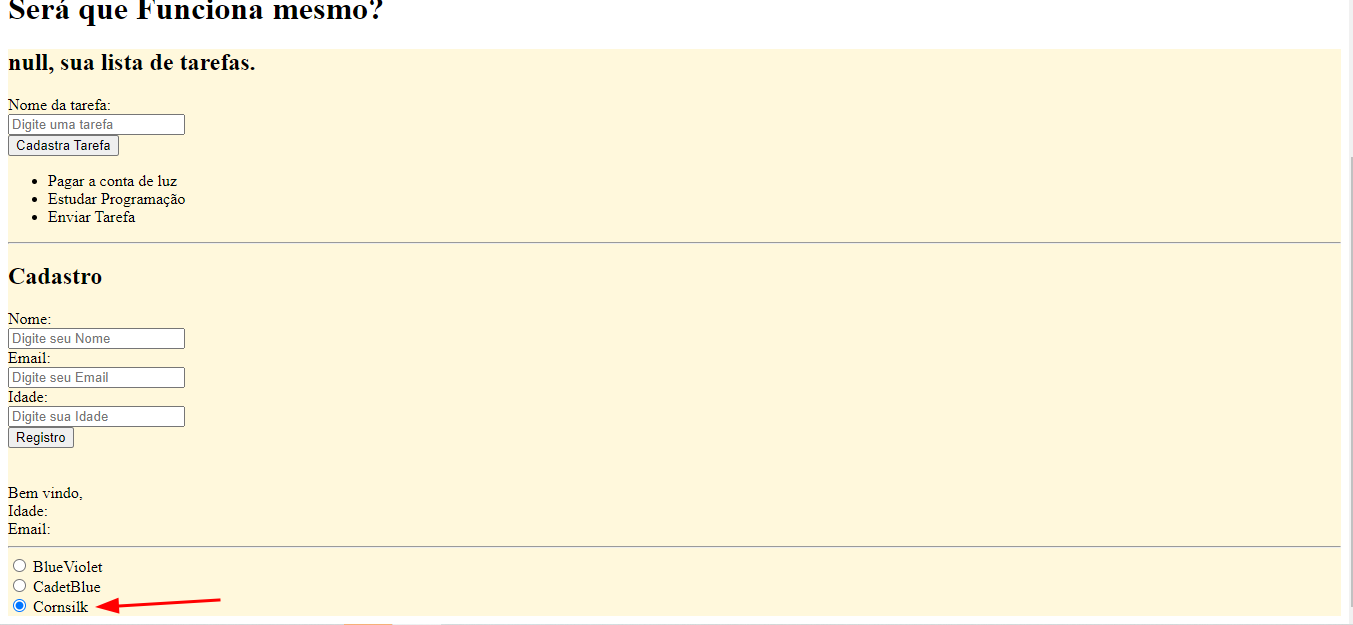 Será que Funciona mesmo?
null, sua lista de tarefas.
Nome da tarefa:
Digite uma tarefa
Cadastra Tarefa
Pagar a conta de luz
Estudar Programação
Enviar Tarefa
Cadastro
Nome:
Digite seu Nome
Email:
Digite seu Email
Idade:
Digite sua Idade
Registro
Bem vindo,
Idade:
Email:
BlueViolet
CadetBlue
Cornsilk